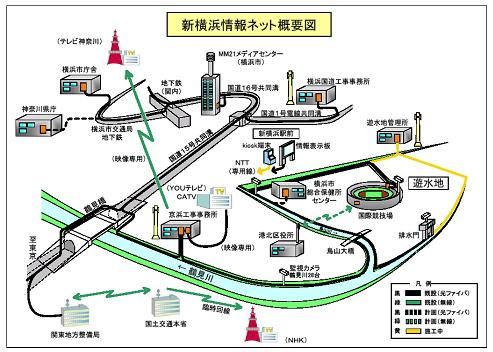 新横浜情報ネット概要図
(テレビ神奈川)
横浜市庁舎
地下鉄
(関内)
MM21メディアセンター
(横浜市)
国道16号共同溝
横浜国道工事事務所
神奈川県庁
横浜市交通局
地下鉄
国道1号電線共同溝
遊水地管理所
国道15号共同溝
新横浜駅前
kiosk端末
情報表示板
(映像専用)
NTT
(専用線)
(YOUテレビ)
CATV
横浜市
総合保健所
センター
遊水地
国際競技場
鶴見橋
京浜工事事務所
至東京
港北区役所
(映像専用)
鳥山大橋
排水門
←鶴見川
監視カメラ
鶴見川28台
凡 例
黒 既設(光ファイバ)
緑 既設(無線)
黒 計画(光ファイバ)
緑 計画(無線)
黄 施工中
関東地方整備局
国土交通本省
臨時回線
(NHK)